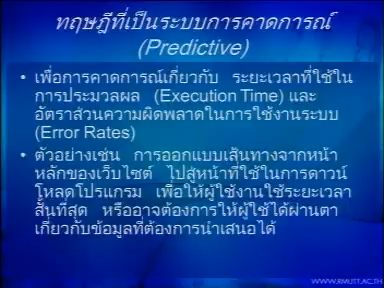 ทฤษฎีที่เป็นระบบการคาดการณ์
(Predictive)
• เพื่อการคาดการณ์เกี่ยวกับ ระยะเวลาที่ใช้ใน
การประมวลผล (Execution Time) และ
อัตราส่วนความผิดพลาดในการใช้งานระบบ
(Error Rates)
• ตัวอย่างเช่น การออกแบบเส้นทางจากหน้า
หลักของเว็บไซต์ ไปสู่หน้าที่ใช้ในการดาวน์
โหลดโปรแกรม เพื่อให้ผู้ใช้งานใช้ระยะเวลา
สั้นที่สุด หรืออาจต้องการให้ผู้ใช้ได้ผ่านตา
เกี่ยวกับข้อมูลที่ต้องการนำเสนอได้
WWW.RMUTT.AC.TH